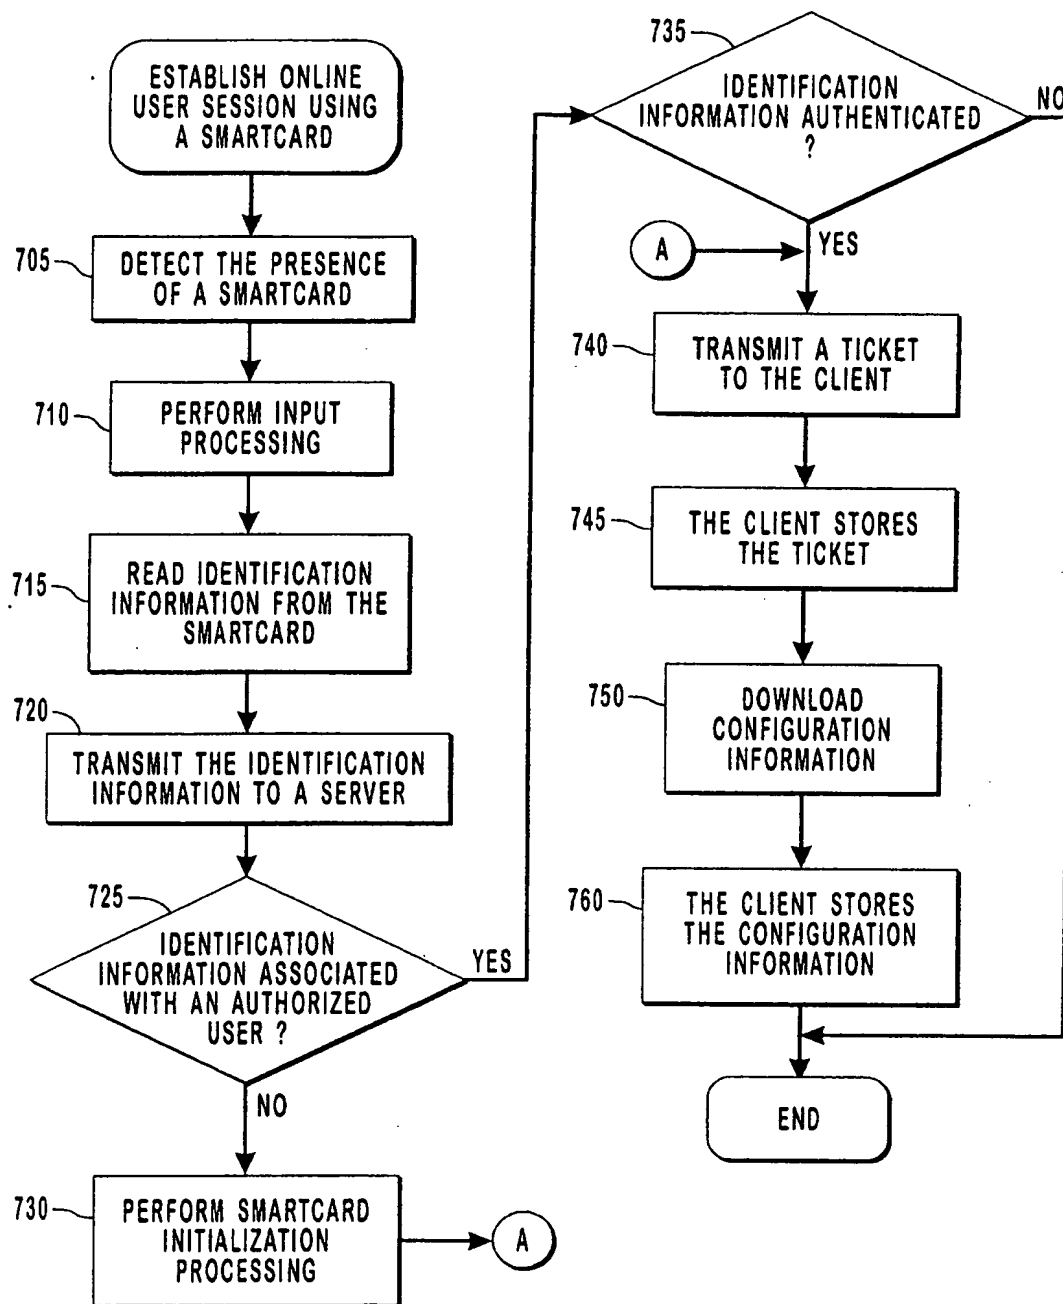 ESTABLISH ONLINE
USER SESSION USING
A SMARTCARD
705
DETECT THE PRESENCE
OF A SMARTCARD
710
PERFORM INPUT
PROCESSING
715
READ IDENTIFICATION
INFORMATION FROM THE
SMARTCARD
720
TRANSMIT THE IDENTIFICATION
INFORMATION TO A SERVER
725
IDENTIFICATION
INFORMATION ASSOCIATED
WITH AN AUTHORIZED
USER ?
YES
NO
730
PERFORM SMARTCARD
INITIALIZATION
PROCESSING
A
735
IDENTIFICATION
INFORMATION AUTHENTICATED
?
NO
YES
A
740
TRANSMIT A TICKET
TO THE CLIENT
745
THE CLIENT STORES
THE TICKET
750
DOWNLOAD
CONFIGURATION
INFORMATION
760
THE CLIENT STORES
THE CONFIGURATION
INFORMATION
END